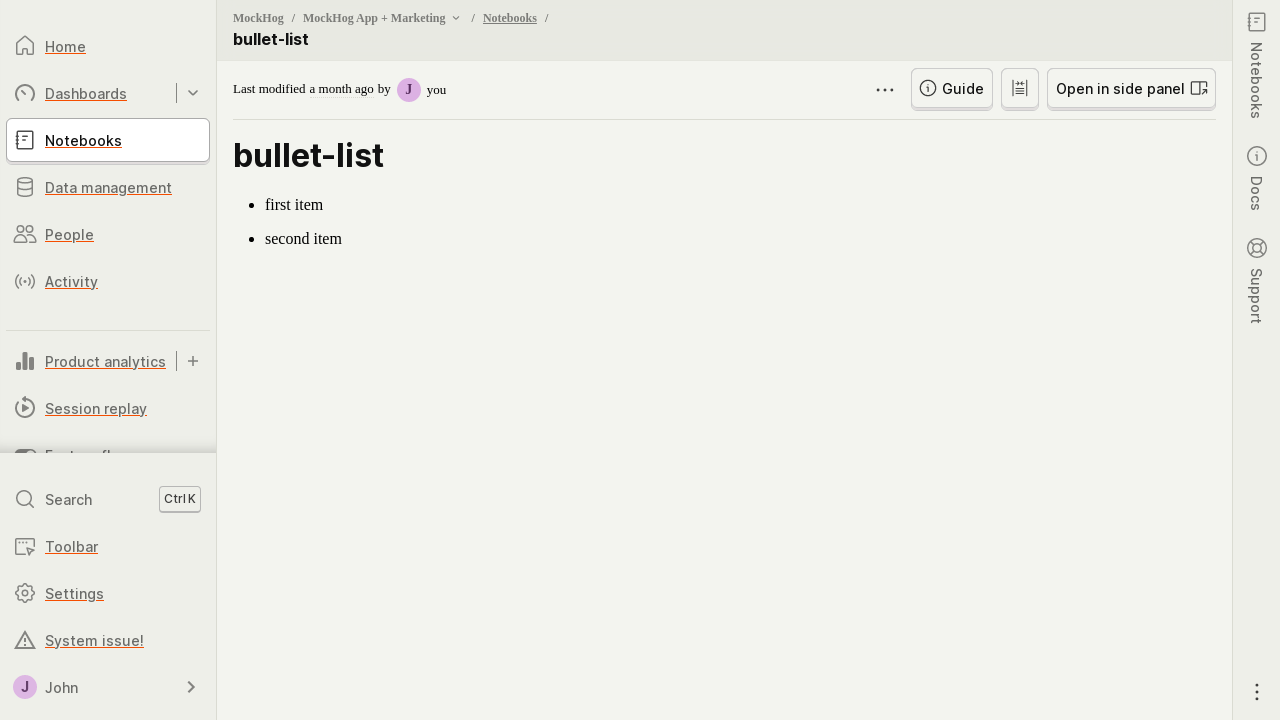 Home
Dashboards
Notebooks
Data management
People
Activity
Product analytics
Session replay
Search
Ctrl K
Toolbar
Settings
System issue!
J
John
MockHog / MockHog App + Marketing / Notebooks /
bullet-list
Last modified a month ago by J you
Guide
Open in side panel
bullet-list
• first item
• second item
Notebooks
Docs
Support